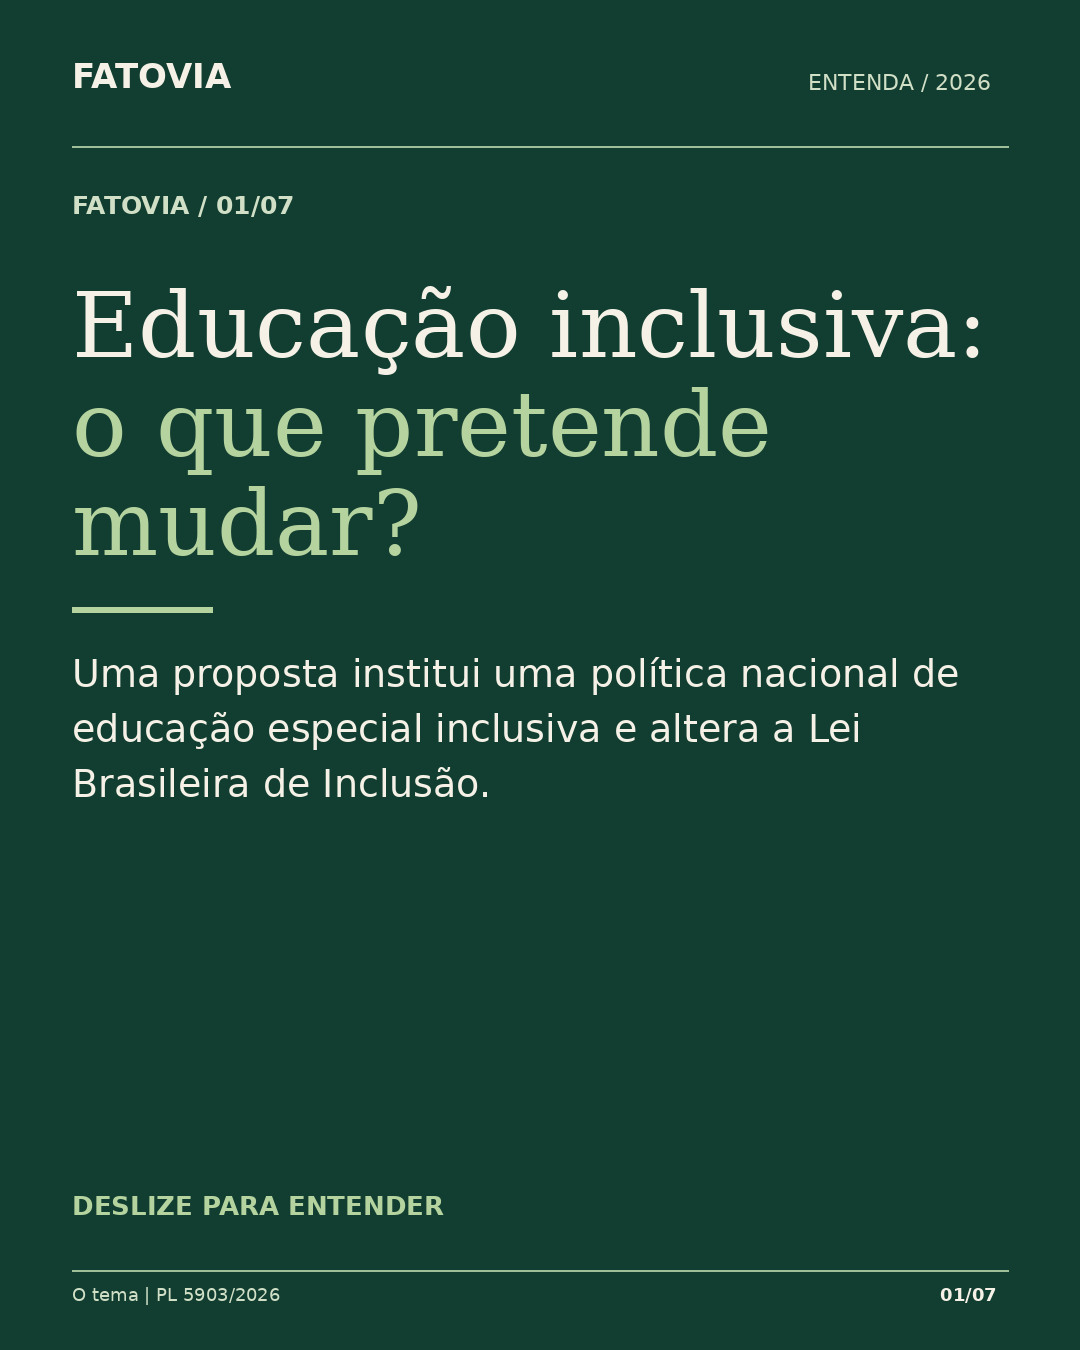 FATOVIA
ENTENDA / 2026
FATOVIA / 01/07
Educação inclusiva:
o que pretende
mudar?
Uma proposta institui uma política nacional de
educação especial inclusiva e altera a Lei
Brasileira de Inclusão.
DESLIZE PARA ENTENDER
O tema | PL 5903/2026
01/07